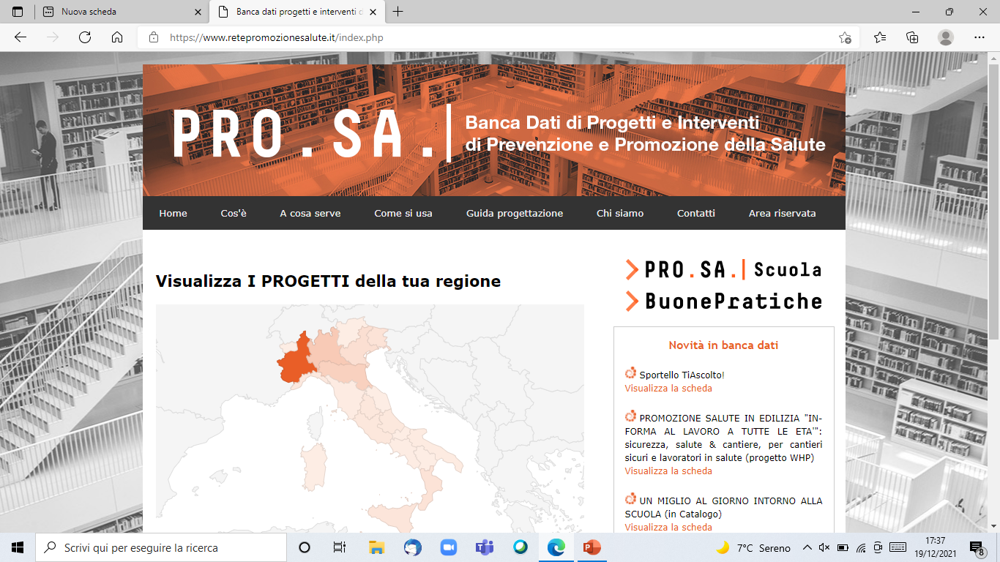 Nuova scheda
Banca dati progetti e interventi d
https://www.retepromozionesalute.it/index.php
PRO.SA.
Banca Dati di Progetti e Interventi
di Prevenzione e Promozione della Salute
Home Cos'è A cosa serve Come si usa Guida progettazione Chi siamo Contatti Area riservata
Visualizza I PROGETTI della tua regione
PRO.SA.| Scuola
BuonePratiche
Novità in banca dati
Sportello TiAscolto!
Visualizza la scheda
PROMOZIONE SALUTE IN EDILIZIA "IN-
FORMA AL LAVORO A TUTTE LE ETA'":
sicurezza, salute & cantiere, per cantieri
sicuri e lavoratori in salute (progetto WHP)
Visualizza la scheda
UN MIGLIO AL GIORNO INTORNO ALLA
SCUOLA (in Catalogo)
Visualizza la scheda
Scrivi qui per eseguire la ricerca
7°C Sereno
17:37
19/12/2021
8